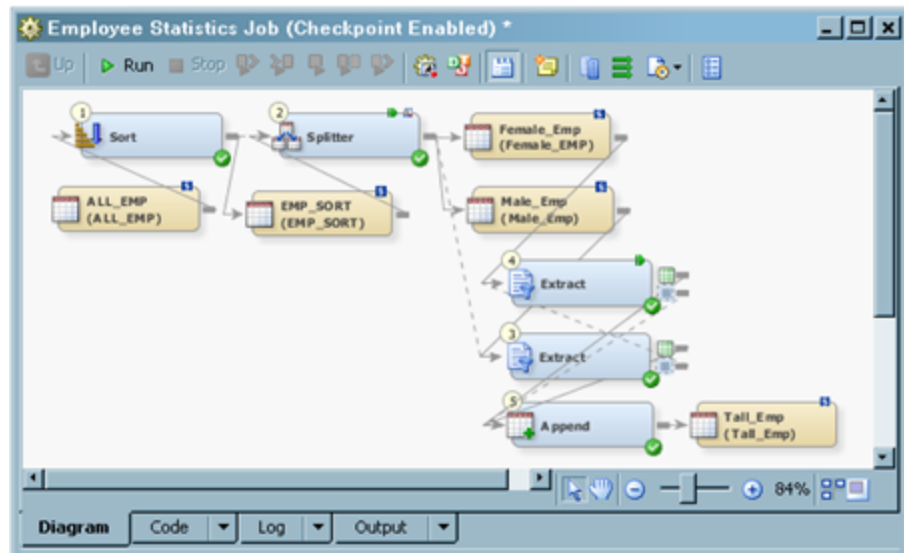 Employee Statistics Job (Checkpoint Enabled) *
Up Run Stop
1
Sort
2
Splitter
Female_Emp
(Female_EMP)
ALL_EMP
(ALL_EMP)
EMP_SORT
(EMP_SORT)
Male_Emp
(Male_Emp)
4
Extract
3
Extract
5
Append
Tall_Emp
(Tall_Emp)
84%
Diagram Code Log Output